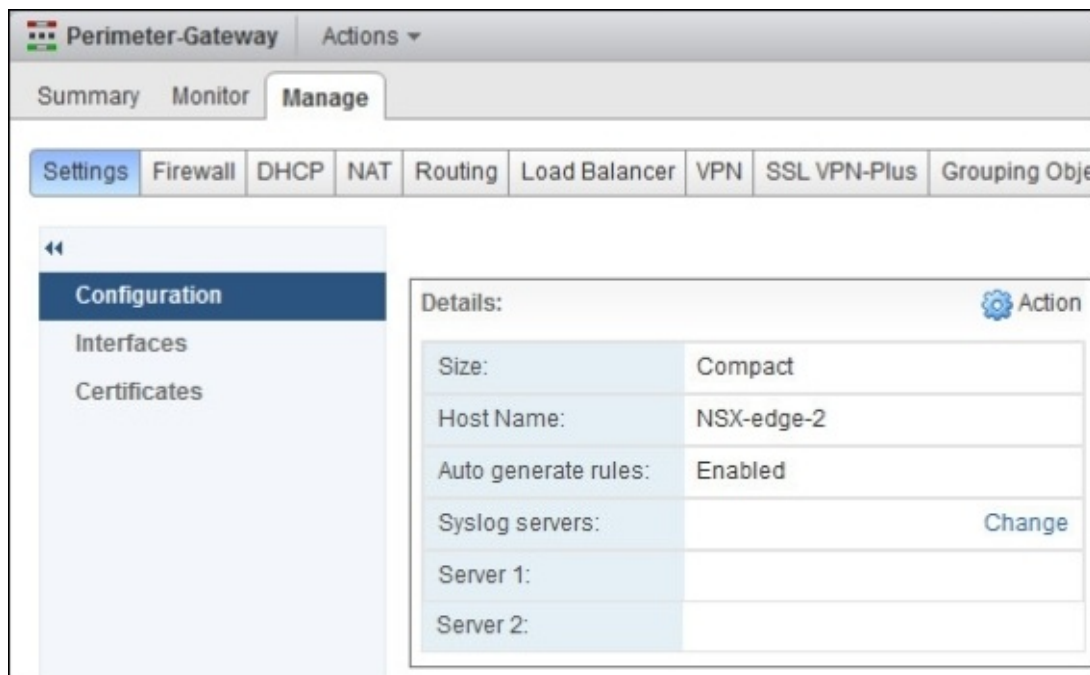 Perimeter-Gateway Actions
Summary Monitor Manage
Settings Firewall DHCP NAT Routing Load Balancer VPN SSL VPN-Plus Grouping Obje
Configuration
Interfaces
Certificates
Details: Action
Size: Compact
Host Name: NSX-edge-2
Auto generate rules: Enabled
Syslog servers: Change
Server 1:
Server 2: